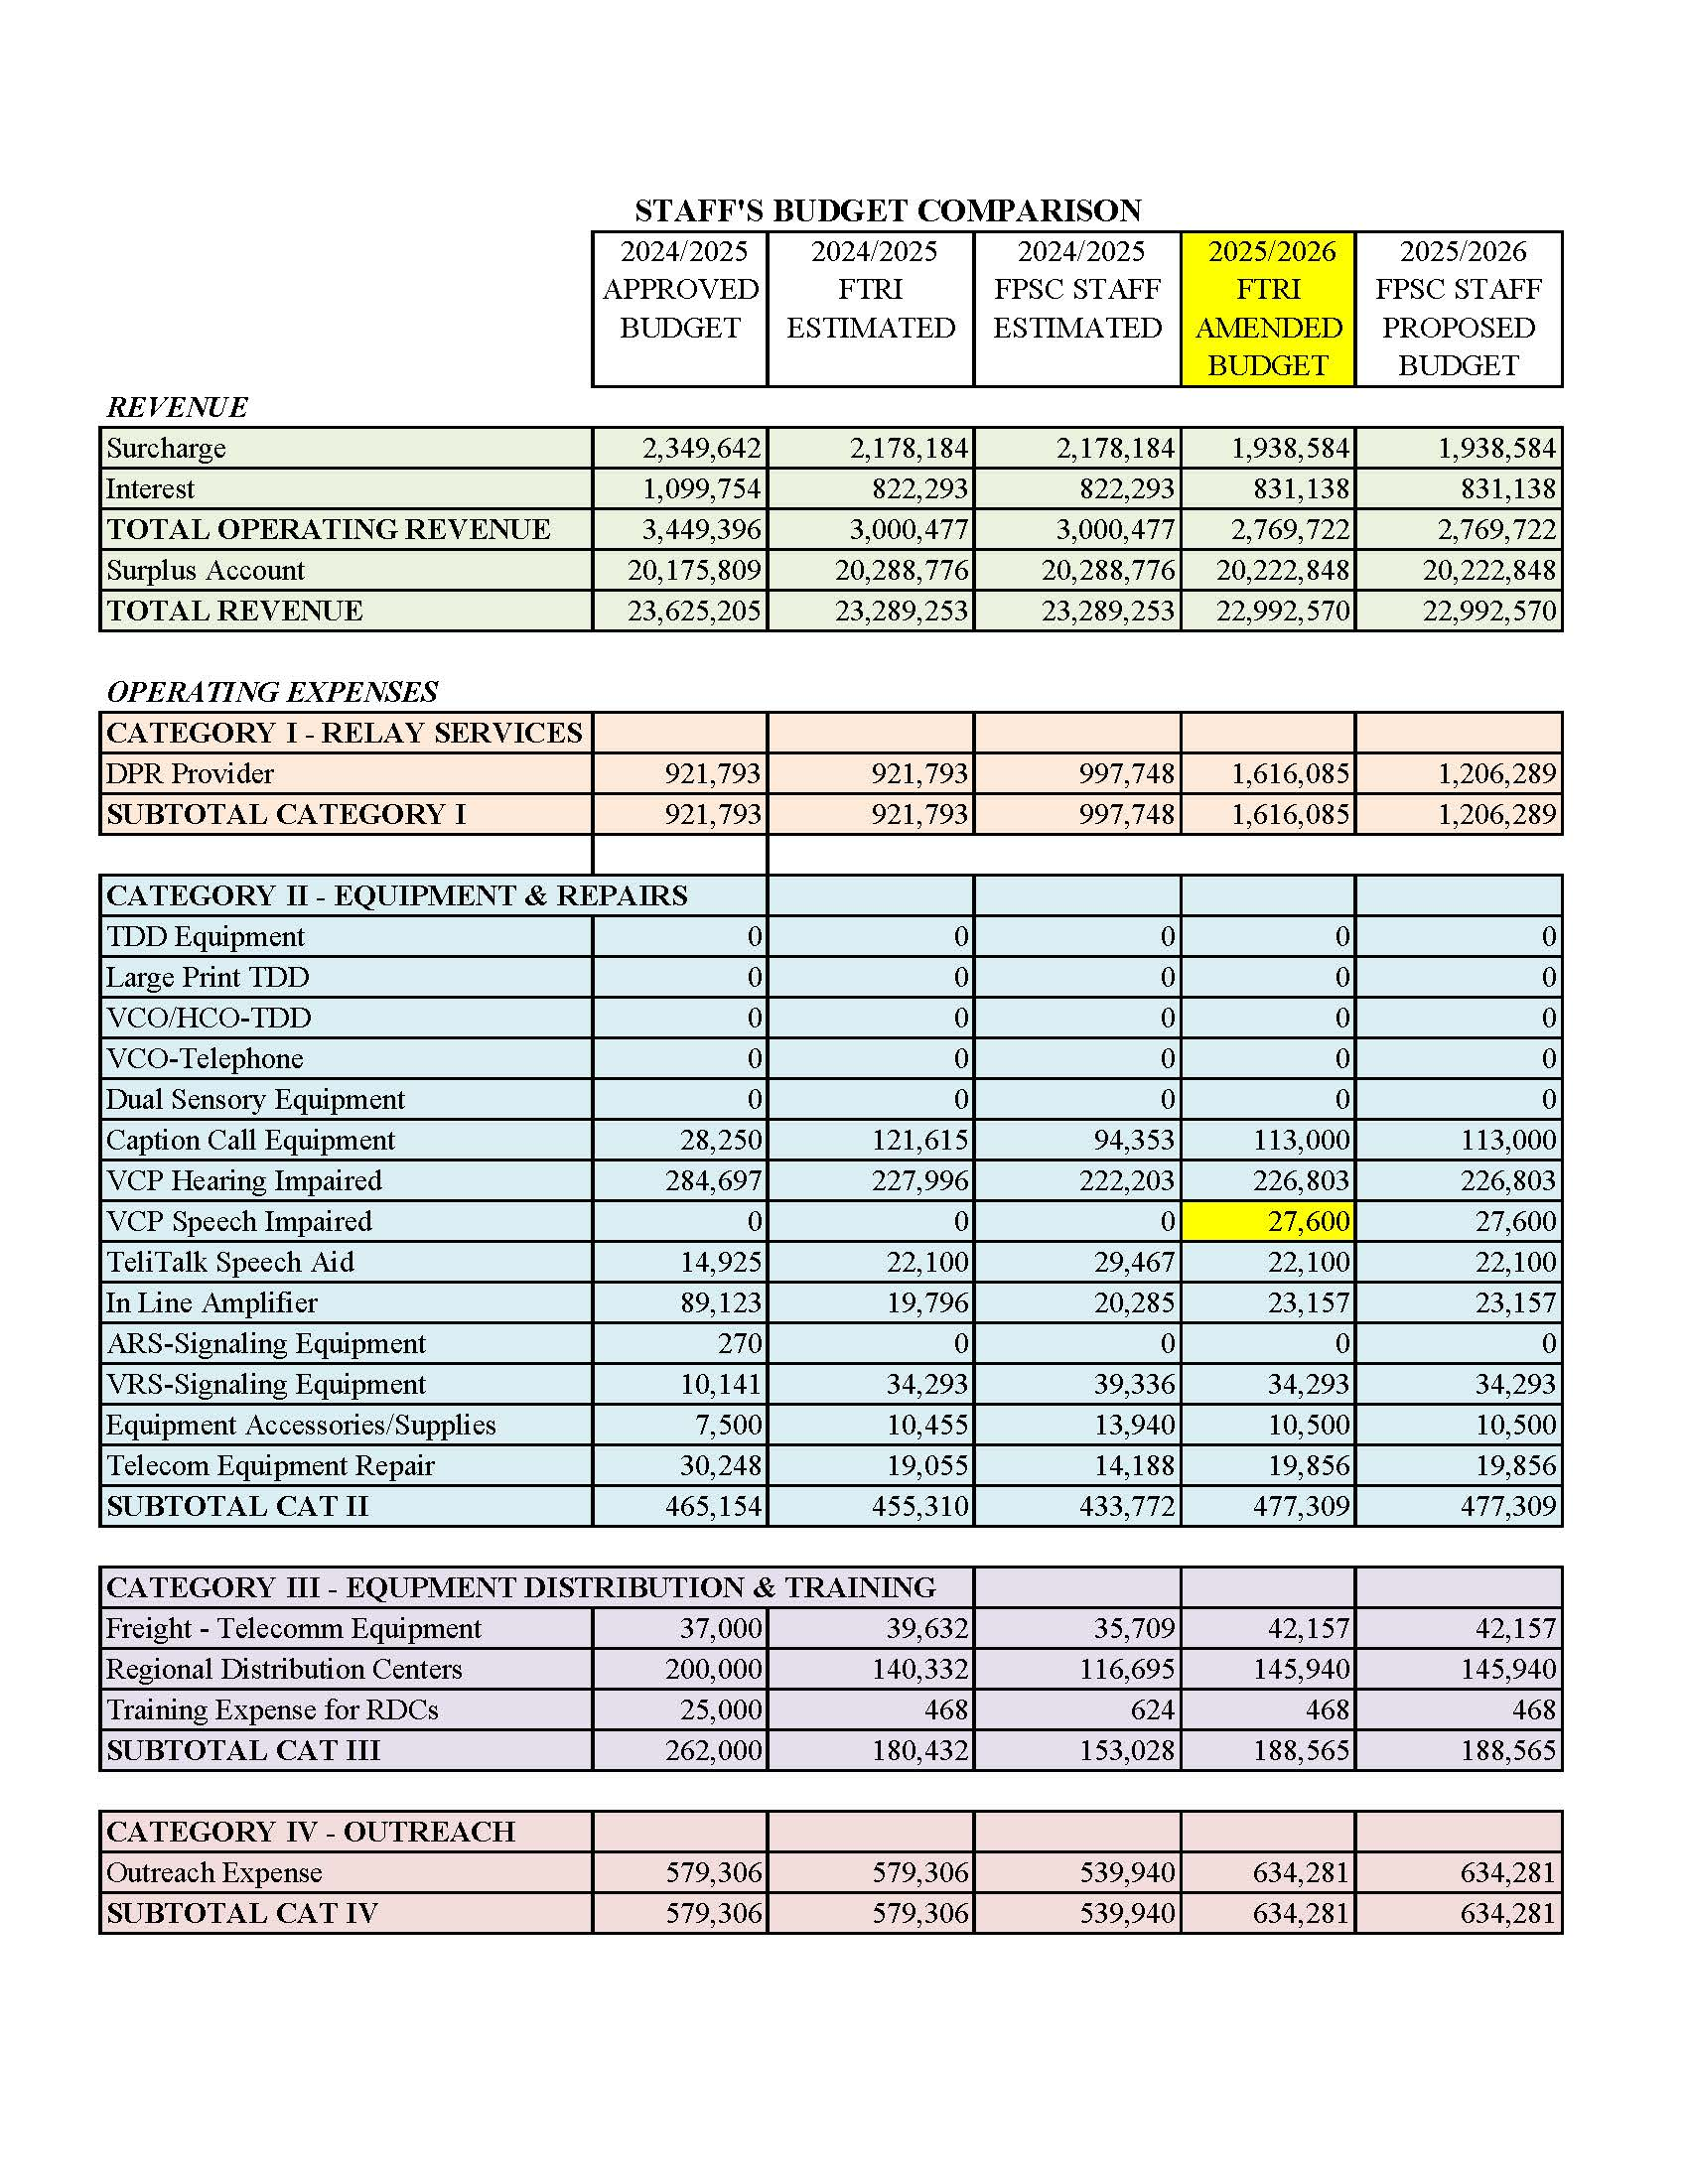 STAFF'S BUDGET COMPARISON
2024/2025 2024/2025 2024/2025 2025/2026 2025/2026
APPROVED FTRI FPSC STAFF FTRI FPSC STAFF
BUDGET ESTIMATED ESTIMATED AMENDED PROPOSED
BUDGET BUDGET
REVENUE
Surcharge 2,349,642 2,178,184 2,178,184 1,938,584 1,938,584
Interest 1,099,754 822,293 822,293 831,138 831,138
TOTAL OPERATING REVENUE 3,449,396 3,000,477 3,000,477 2,769,722 2,769,722
Surplus Account 20,175,809 20,288,776 20,288,776 20,222,848 20,222,848
TOTAL REVENUE 23,625,205 23,289,253 23,289,253 22,992,570 22,992,570
OPERATING EXPENSES
CATEGORY I - RELAY SERVICES
DPR Provider 921,793 921,793 997,748 1,616,085 1,206,289
SUBTOTAL CATEGORY I 921,793 921,793 997,748 1,616,085 1,206,289
CATEGORY II - EQUIPMENT & REPAIRS
TDD Equipment 0 0 0 0 0
Large Print TDD 0 0 0 0 0
VCO/HCO-TDD 0 0 0 0 0
VCO-Telephone 0 0 0 0 0
Dual Sensory Equipment 0 0 0 0 0
Caption Call Equipment 28,250 121,615 94,353 113,000 113,000
VCP Hearing Impaired 284,697 227,996 222,203 226,803 226,803
VCP Speech Impaired 0 0 0 27,600 27,600
TeliTalk Speech Aid 14,925 22,100 29,467 22,100 22,100
In Line Amplifier 89,123 19,796 20,285 23,157 23,157
ARS-Signaling Equipment 270 0 0 0 0
VRS-Signaling Equipment 10,141 34,293 39,336 34,293 34,293
Equipment Accessories/Supplies 7,500 10,455 13,940 10,500 10,500
Telecom Equipment Repair 30,248 19,055 14,188 19,856 19,856
SUBTOTAL CAT II 465,154 455,310 433,772 477,309 477,309
CATEGORY III - EQUPMENT DISTRIBUTION & TRAINING
Freight - Telecomm Equipment 37,000 39,632 35,709 42,157 42,157
Regional Distribution Centers 200,000 140,332 116,695 145,940 145,940
Training Expense for RDCs 25,000 468 624 468 468
SUBTOTAL CAT III 262,000 180,432 153,028 188,565 188,565
CATEGORY IV - OUTREACH
Outreach Expense 579,306 579,306 539,940 634,281 634,281
SUBTOTAL CAT IV 579,306 579,306 539,940 634,281 634,281